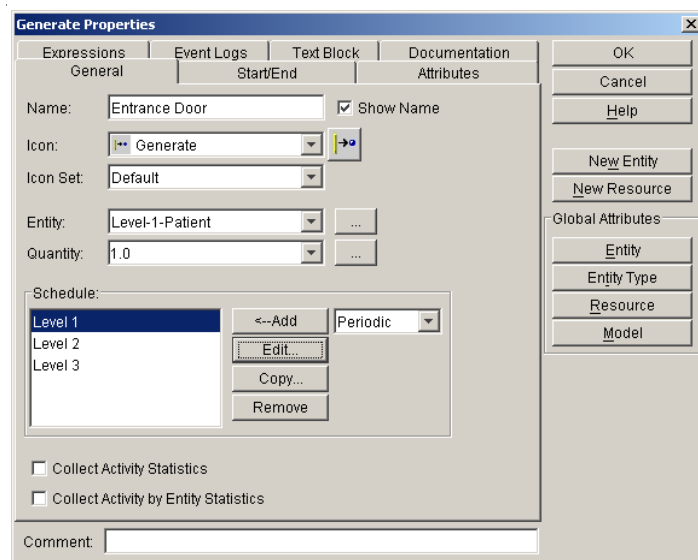 Generate Properties
Expressions Event Logs Text Block Documentation
General Start/End Attributes
Name: Entrance Door Show Name
Icon: Generate
Icon Set: Default
Entity: Level-1-Patient ...
Quantity: 1.0 ...
Schedule:
Level 1
Level 2
Level 3
<--Add Periodic
Edit...
Copy...
Remove
Collect Activity Statistics
Collect Activity by Entity Statistics
Comment:
OK
Cancel
Help
New Entity
New Resource
Global Attributes
Entity
Entity Type
Resource
Model